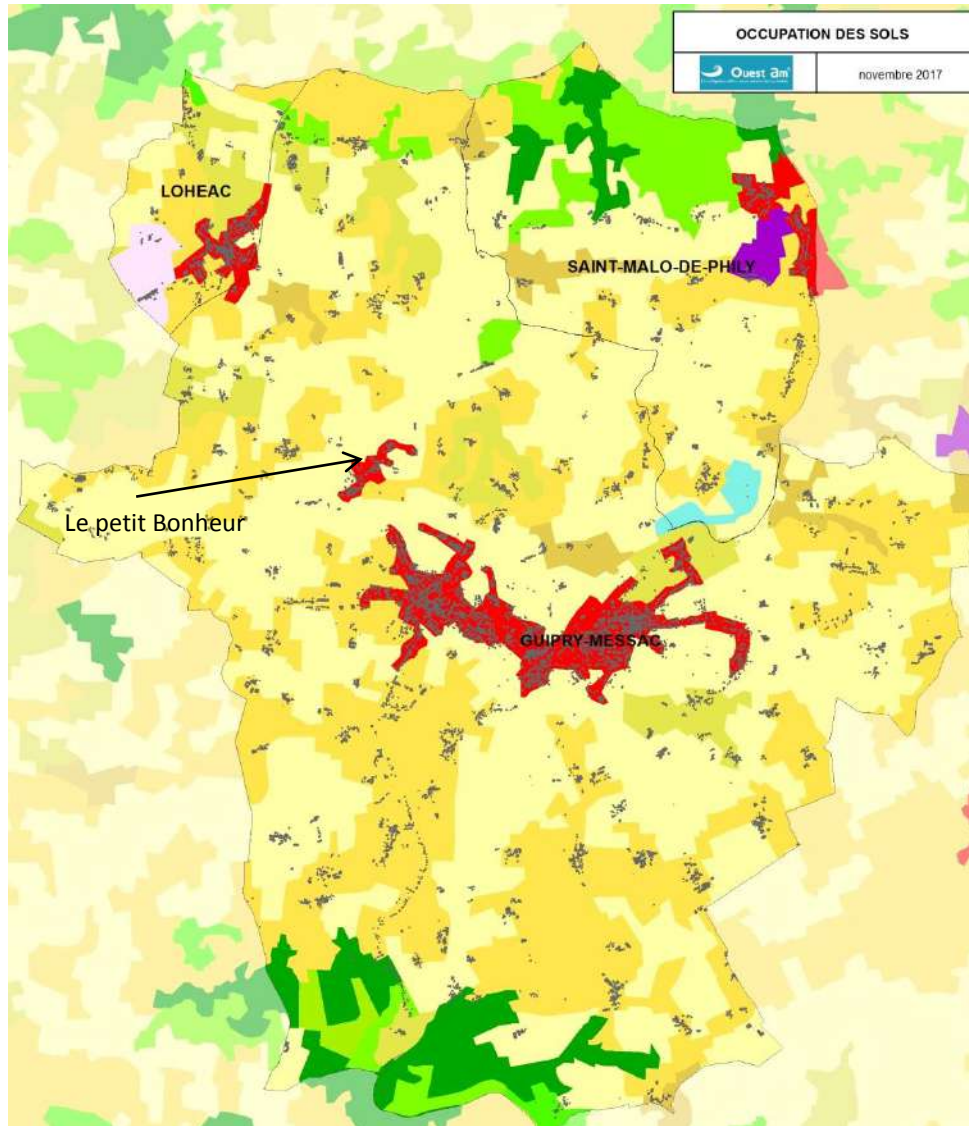 OCCUPATION DES SOLS
Ouest am'
novembre 2017
LOHEAC
SAINT-MALO-DE-PHILY
Le petit Bonheur
GUIPRY-MESSAC